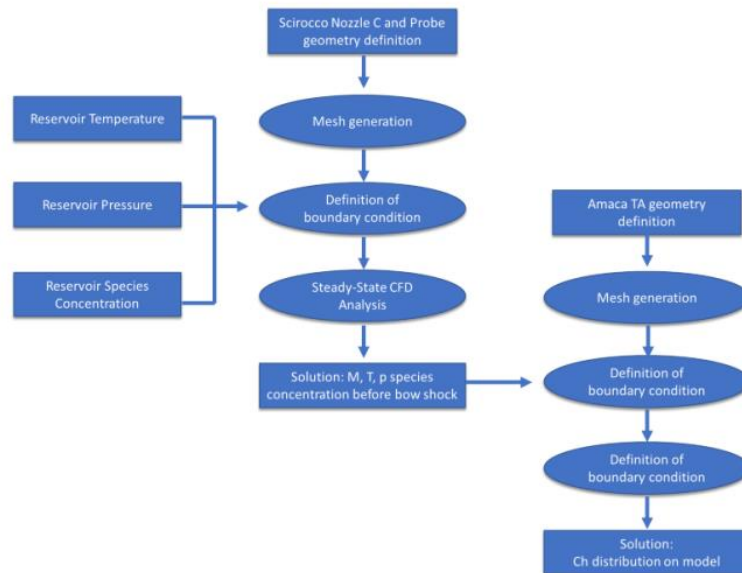 Scirocco Nozzle C and Probe
geometry definition
Mesh generation
Reservoir Temperature
Reservoir Pressure
Reservoir Species
Concentration
Definition of
boundary condition
Steady-State CFD
Analysis
Solution: M, T, p species
concentration before bow shock
Amaca TA geometry
definition
Mesh generation
Definition of
boundary condition
Definition of
boundary condition
Solution:
Ch distribution on model